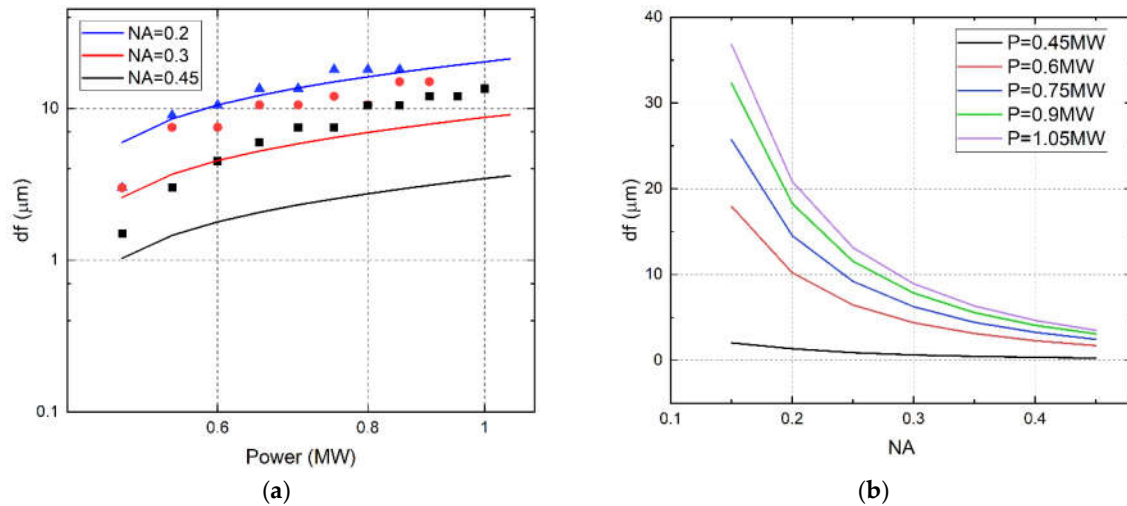 NA=0.2
NA=0.3
NA=0.45
10
1
0.1
df (μm)
0.6
0.8
1
Power (MW)
(a)
P=0.45MW
P=0.6MW
P=0.75MW
P=0.9MW
P=1.05MW
40
30
20
10
0
df (μm)
0.1
0.2
0.3
0.4
NA
(b)